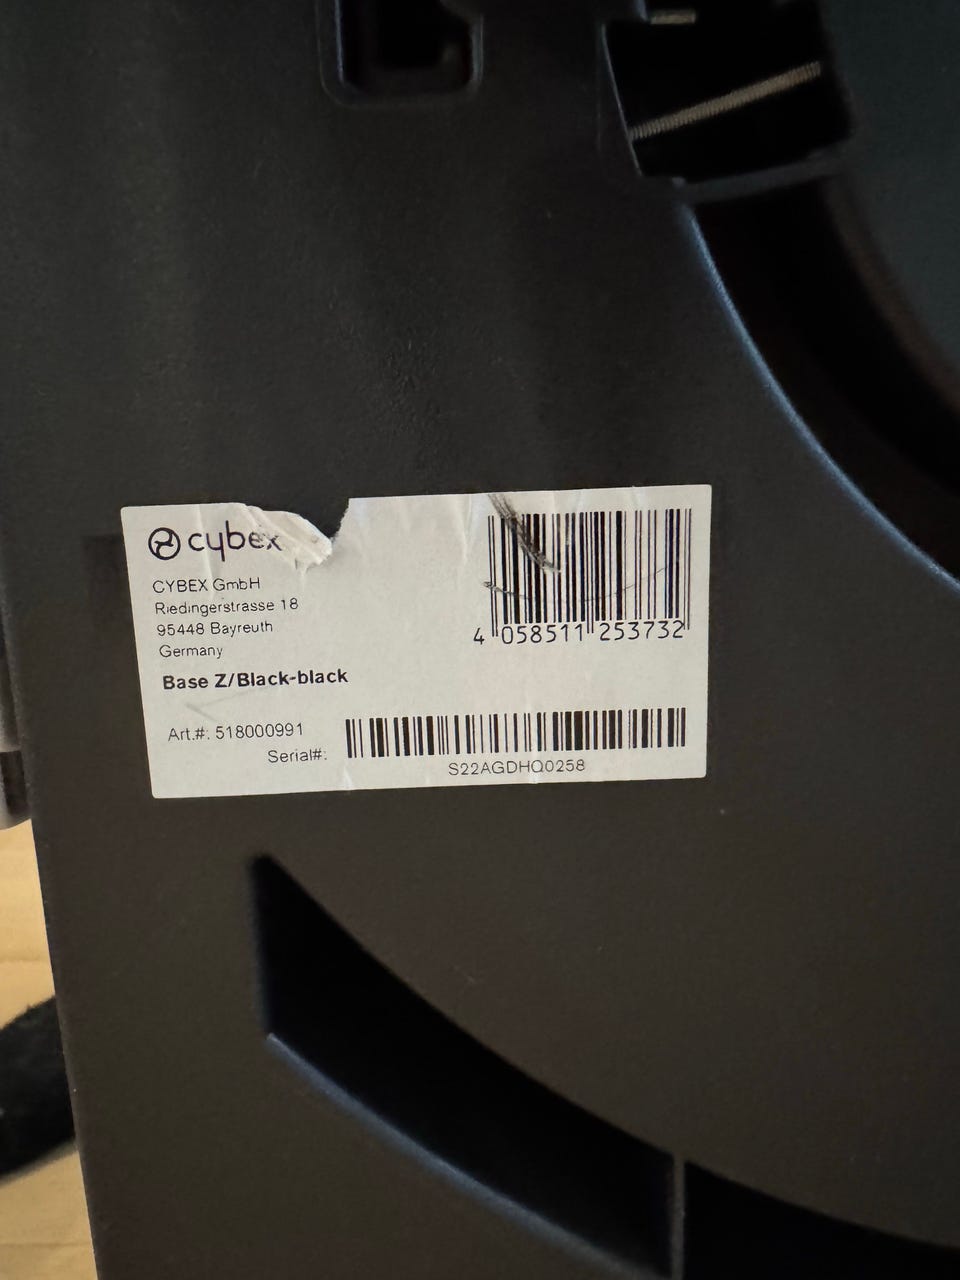 cybex
CYBEX GmbH
Riedingerstrasse 18
95448 Bayreuth
Germany
4 058511 253732
Base Z/Black-black
Art.#: 518000991
Serial#:
S22AGDHQ0258